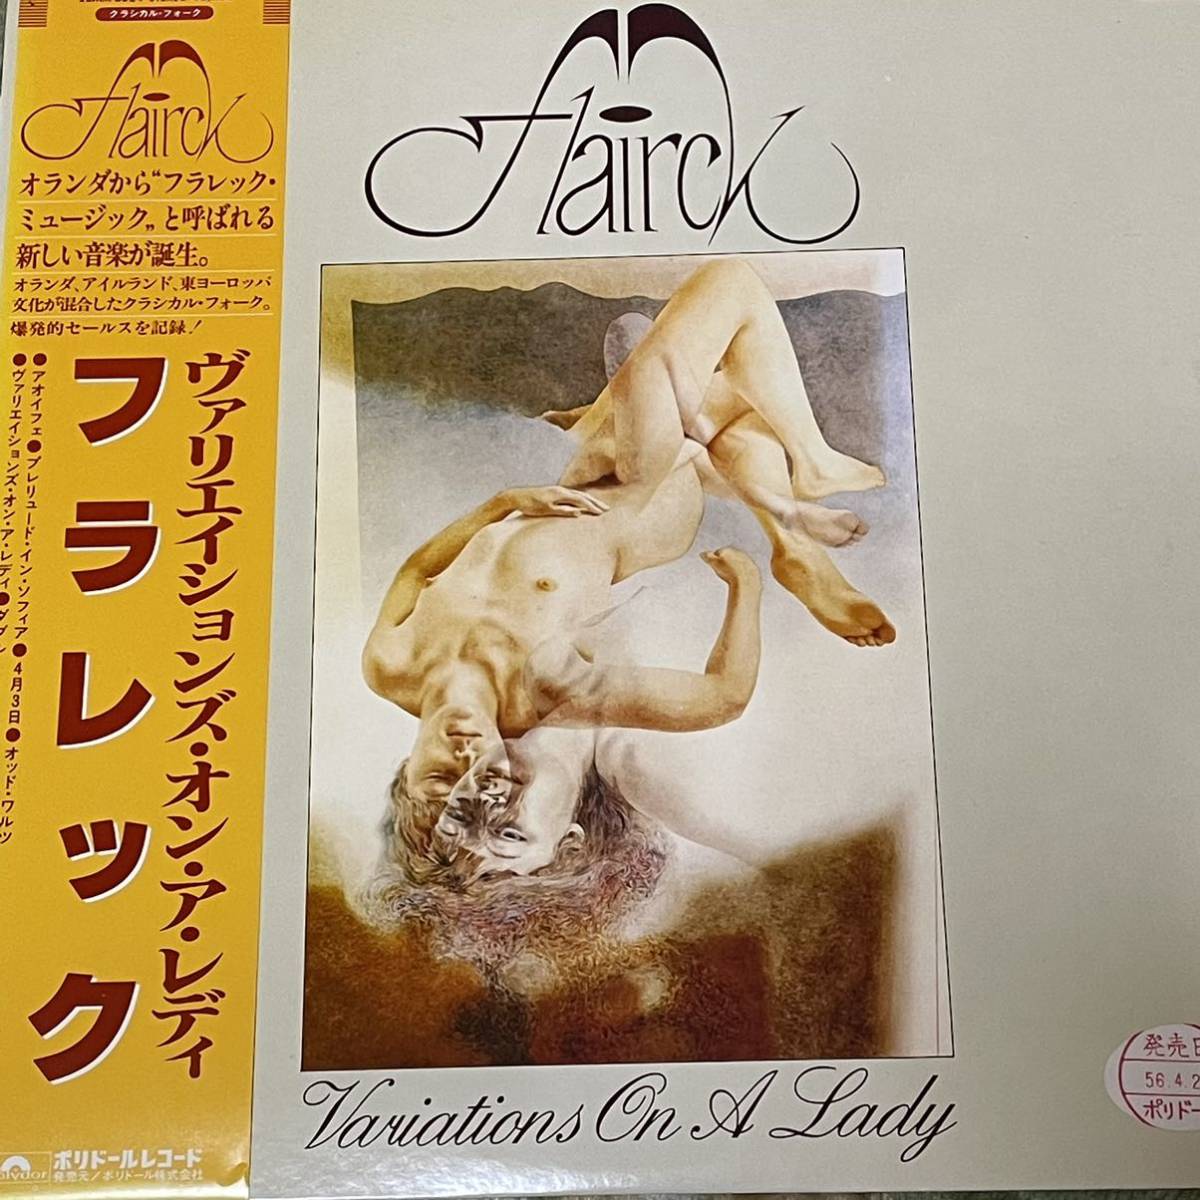 クラシカル・フォーク
flairck
オランダから“フラレック・
ミュージック„と呼ばれる
新しい音楽が誕生。
オランダ、アイルランド、東ヨーロッパ
文化が混合したクラシカル・フォーク。
爆発的セールスを記録!
ヴァリエイションズ・オン・ア・レディ
フラレック
●アオイフェ●プレリュード・イン・ソフィア●4月3日●オッド・ワルツ
●ヴァリエイションズ・オン・ア・レディ●ダブル
ポリドールレコード
発売元/ポリドール株式会社
flairck
Variations On A Lady
発売日
56.4.2
ポリドー